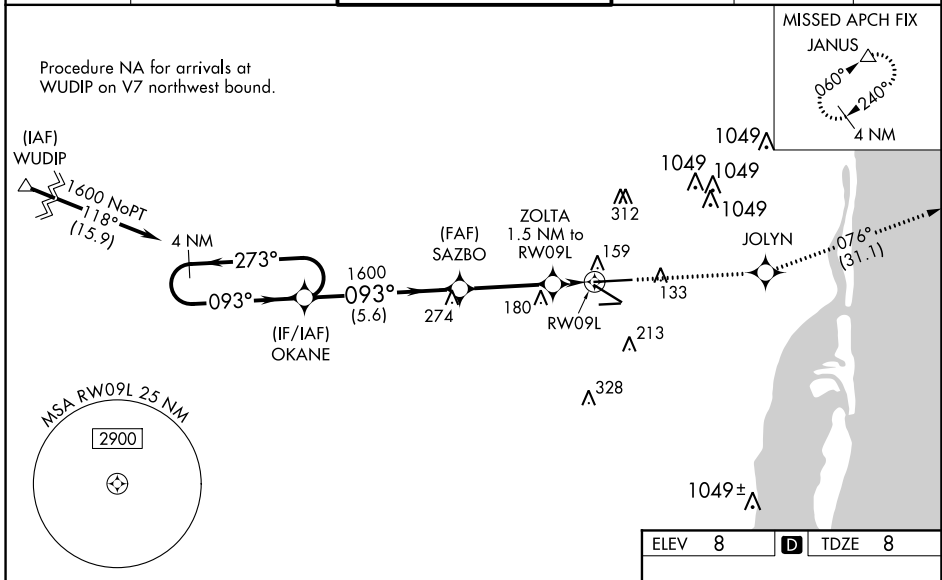 MISSED APCH FIX
JANUS
060°
240°
4 NM
Procedure NA for arrivals at
WUDIP on V7 northwest bound.
(IAF)
WUDIP
1600 NoPT
118°
(15.9)
4 NM
273°
093°
(IF/IAF)
OKANE
1600
093°
(5.6)
(FAF)
SAZBO
274
ZOLTA
1.5 NM to
RW09L
180
312
159
RW09L
133
213
328
1049
1049
1049
1049
JOLYN
076°
(31.1)
MSA RW09L 25 NM
2900
1049±
ELEV 8 D TDZE 8